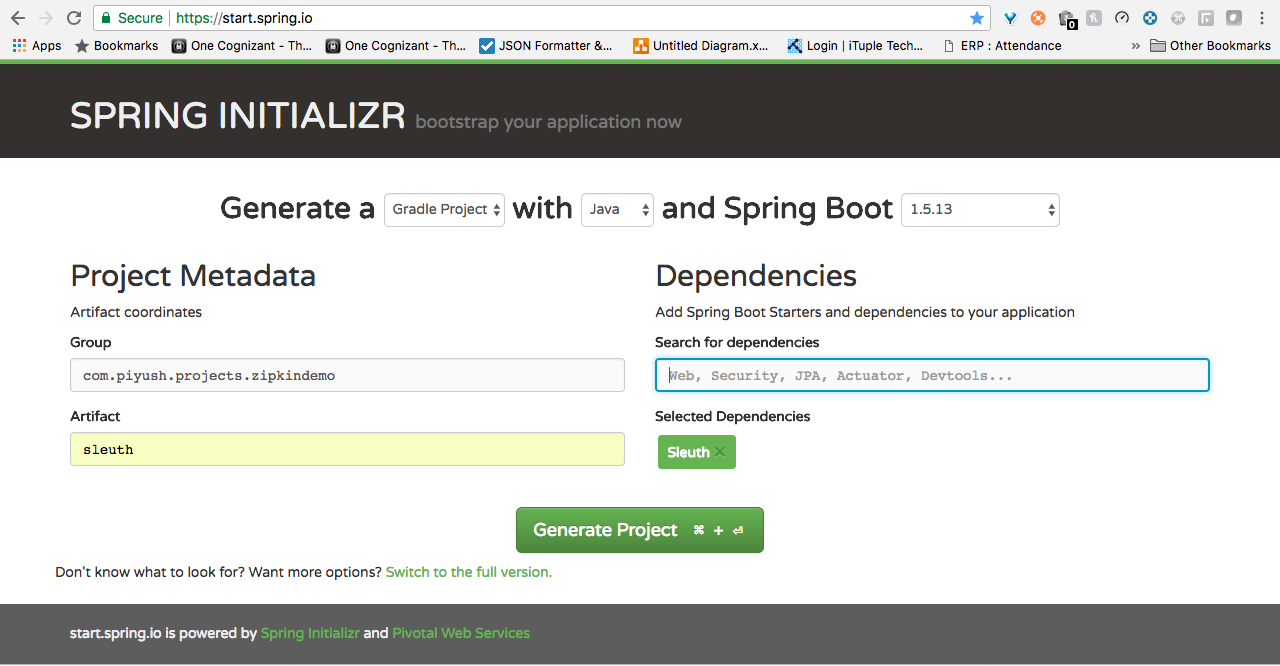 Secure https://start.spring.io
0
Apps Bookmarks One Cognizant - Th... One Cognizant - Th... JSON Formatter &... Untitled Diagram.x... Login | iTuple Tech... ERP : Attendance » Other Bookmarks
SPRING INITIALIZR bootstrap your application now
Generate a Gradle Project with Java and Spring Boot 1.5.13
Project Metadata
Artifact coordinates
Group
com.piyush.projects.zipkindemo
Artifact
sleuth
Dependencies
Add Spring Boot Starters and dependencies to your application
Search for dependencies
Web, Security, JPA, Actuator, Devtools...
Selected Dependencies
Sleuth ✕
Generate Project ⌘ + ⏎
Don't know what to look for? Want more options? Switch to the full version.
start.spring.io is powered by Spring Initializr and Pivotal Web Services